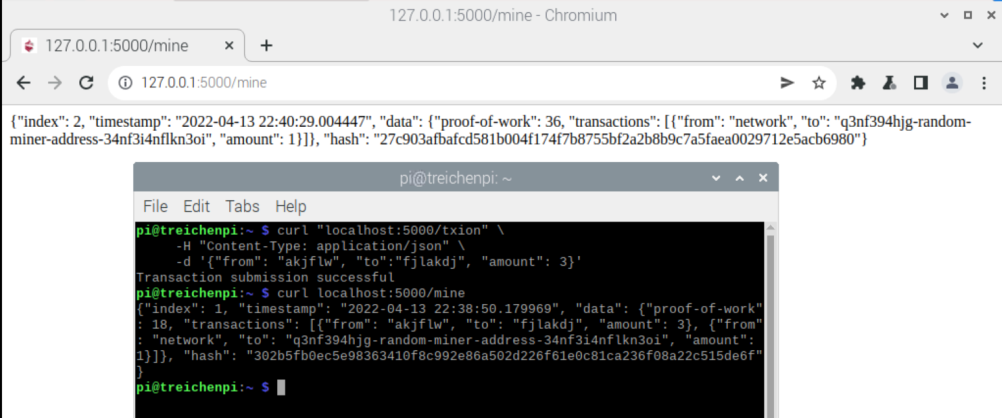 127.0.0.1:5000/mine - Chromium
127.0.0.1:5000/mine
127.0.0.1:5000/mine
{"index": 2, "timestamp": "2022-04-13 22:40:29.004447", "data": {"proof-of-work": 36, "transactions": [{"from": "network", "to": "q3nf394hjg-random-
miner-address-34nf3i4nflkn3oi", "amount": 1}]}, "hash": "27c903afbafcd581b004f174f7b8755bf2a2b8b9c7a5faea0029712e5acb6980"}
pi@treichenpi: ~
File Edit Tabs Help
pi@treichenpi:~ $ curl "localhost:5000/txion" \
-H "Content-Type: application/json" \
-d '{"from": "akjflw", "to":"fjlakdj", "amount": 3}'
Transaction submission successful
pi@treichenpi:~ $ curl localhost:5000/mine
{"index": 1, "timestamp": "2022-04-13 22:38:50.179969", "data": {"proof-of-work"
: 18, "transactions": [{"from": "akjflw", "to": "fjlakdj", "amount": 3}, {"from"
: "network", "to": "q3nf394hjg-random-miner-address-34nf3i4nflkn3oi", "amount":
1}]}, "hash": "302b5fb0ec5e98363410f8c992e86a502d226f61e0c81ca236f08a22c515de6f"
}
pi@treichenpi:~ $